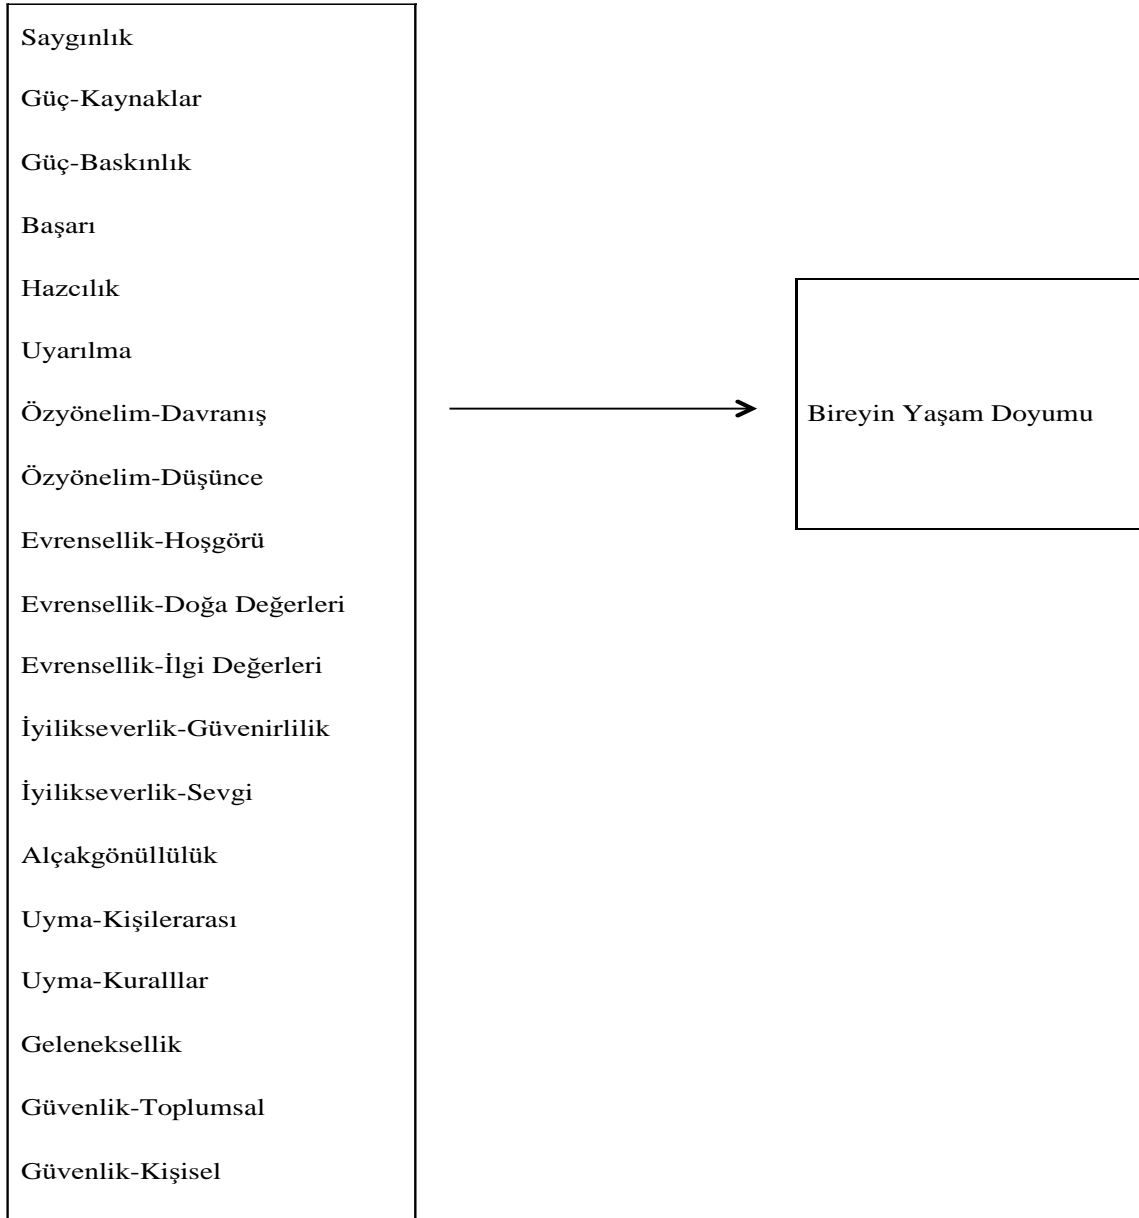 Saygınlık
Güç-Kaynaklar
Güç-Baskınlık
Başarı
Hazcılık
Uyarılma
Özyönelim-Davranış
Özyönelim-Düşünce
Evrensellik-Hoşgörü
Evrensellik-Doğa Değerleri
Evrensellik-İlgi Değerleri
İyilikseverlik-Güvenirlilik
İyilikseverlik-Sevgi
Alçakgönüllülük
Uyma-Kişilerarası
Uyma-Kuralllar
Geleneksellik
Güvenlik-Toplumsal
Güvenlik-Kişisel
Bireyin Yaşam Doyumu